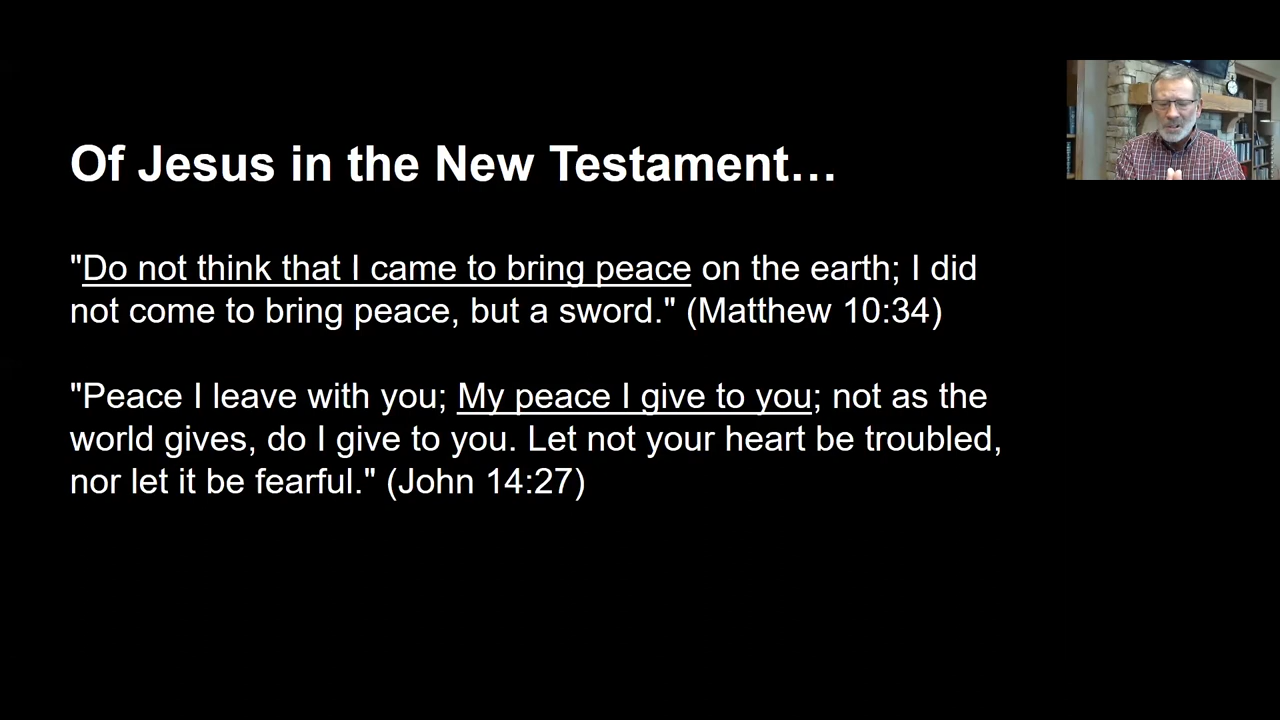 Of Jesus in the New Testament…
"Do not think that I came to bring peace on the earth; I did
not come to bring peace, but a sword." (Matthew 10:34)
"Peace I leave with you; My peace I give to you; not as the
world gives, do I give to you. Let not your heart be troubled,
nor let it be fearful." (John 14:27)